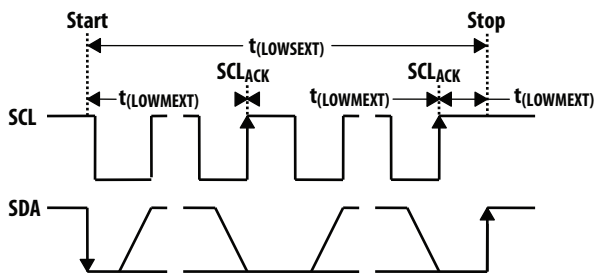 Start Stop
t(LOWSEXT)
SCLACK SCLACK
t(LOWMEXT) t(LOWMEXT) t(LOWMEXT)
SCL
SDA